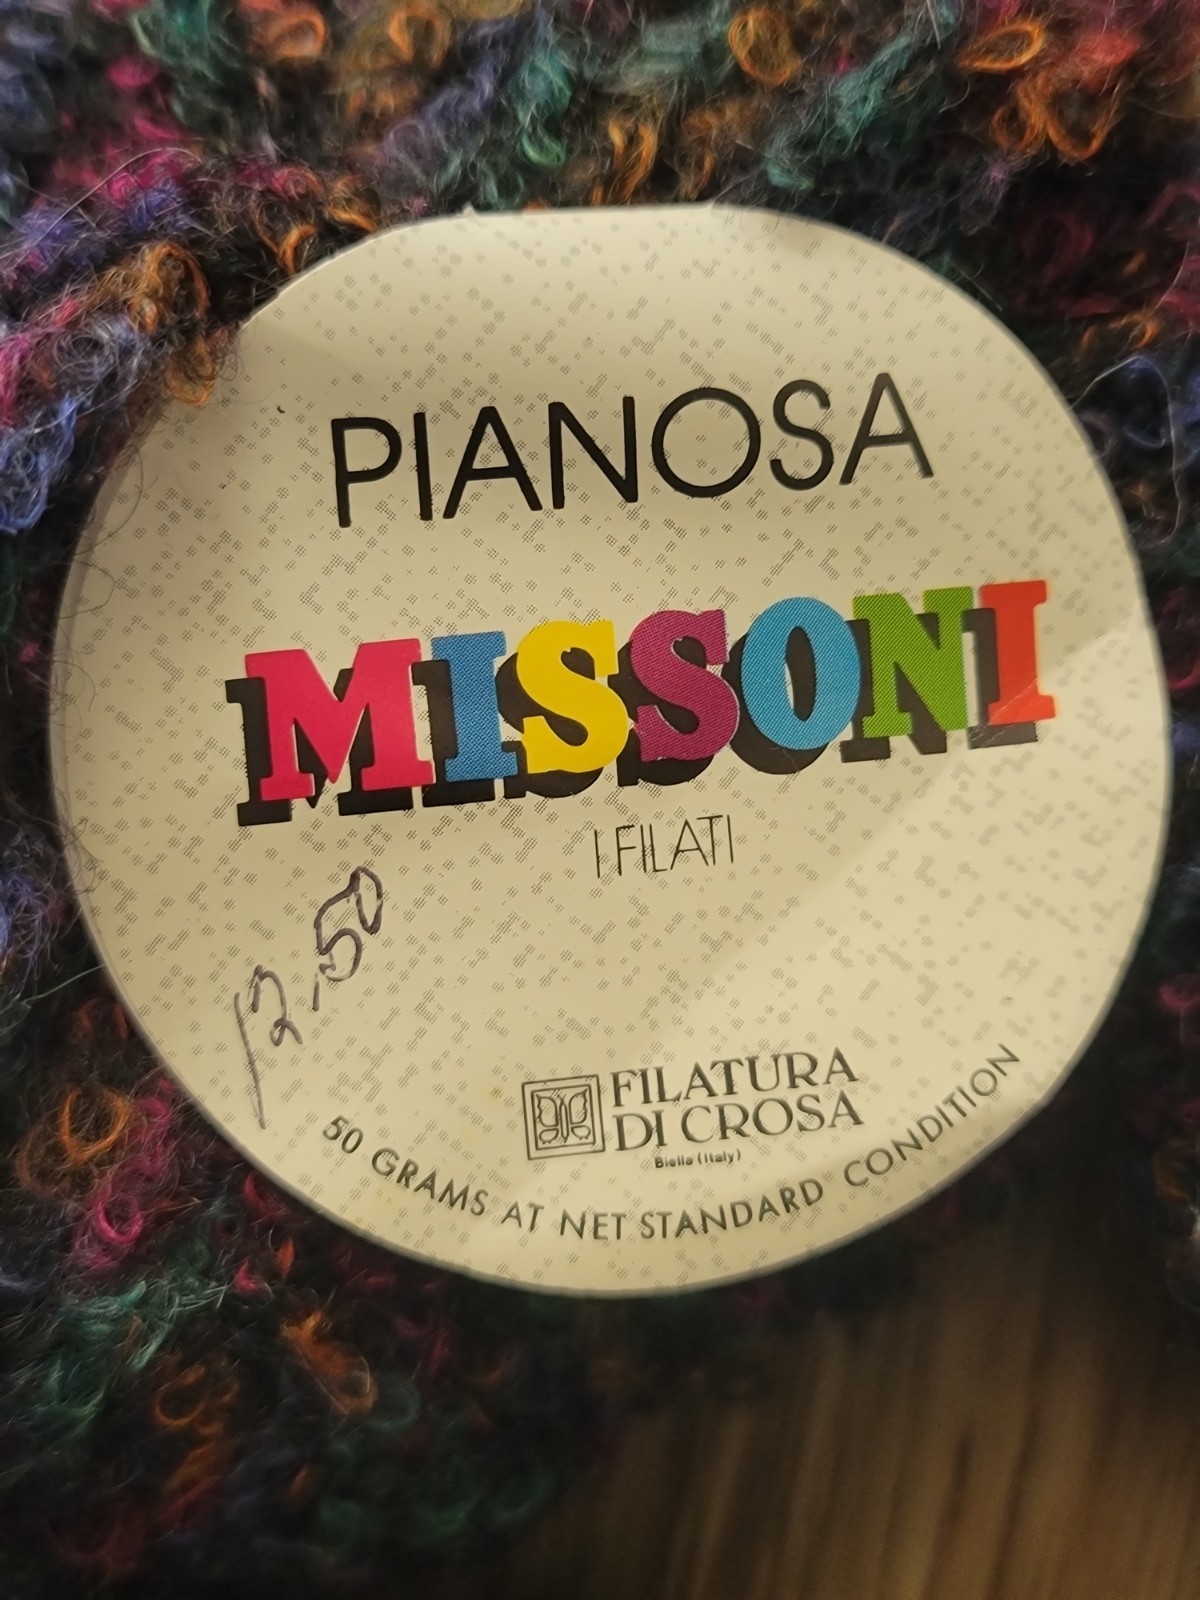 PIANOSA
MISSONI
I FILATI
12.50
FILATURA
DI CROSA
Biella (Italy)
50 GRAMS AT NET STANDARD CONDITION